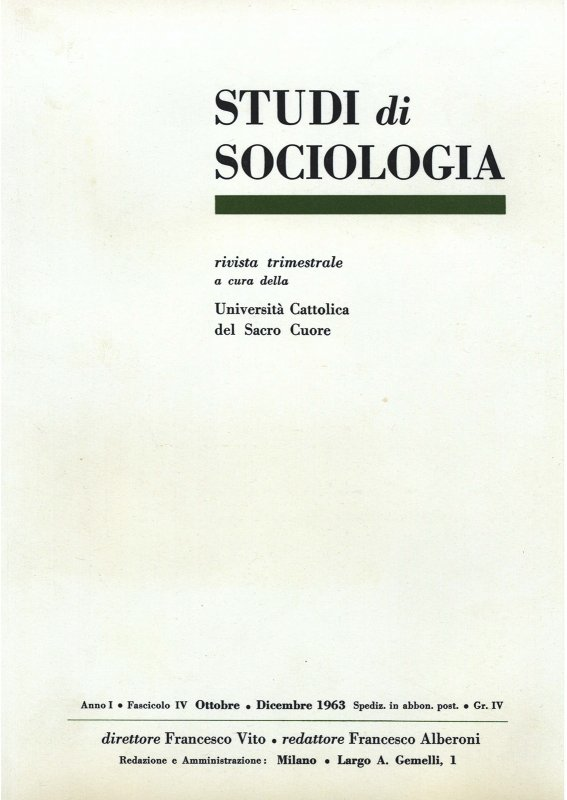 STUDI di
SOCIOLOGIA
rivista trimestrale
a cura della
Università Cattolica
del Sacro Cuore
Anno I • Fascicolo IV Ottobre • Dicembre 1963 Spediz. in abbon. post. • Gr. IV
direttore Francesco Vito • redattore Francesco Alberoni
Redazione e Amministrazione: Milano • Largo A. Gemelli, 1